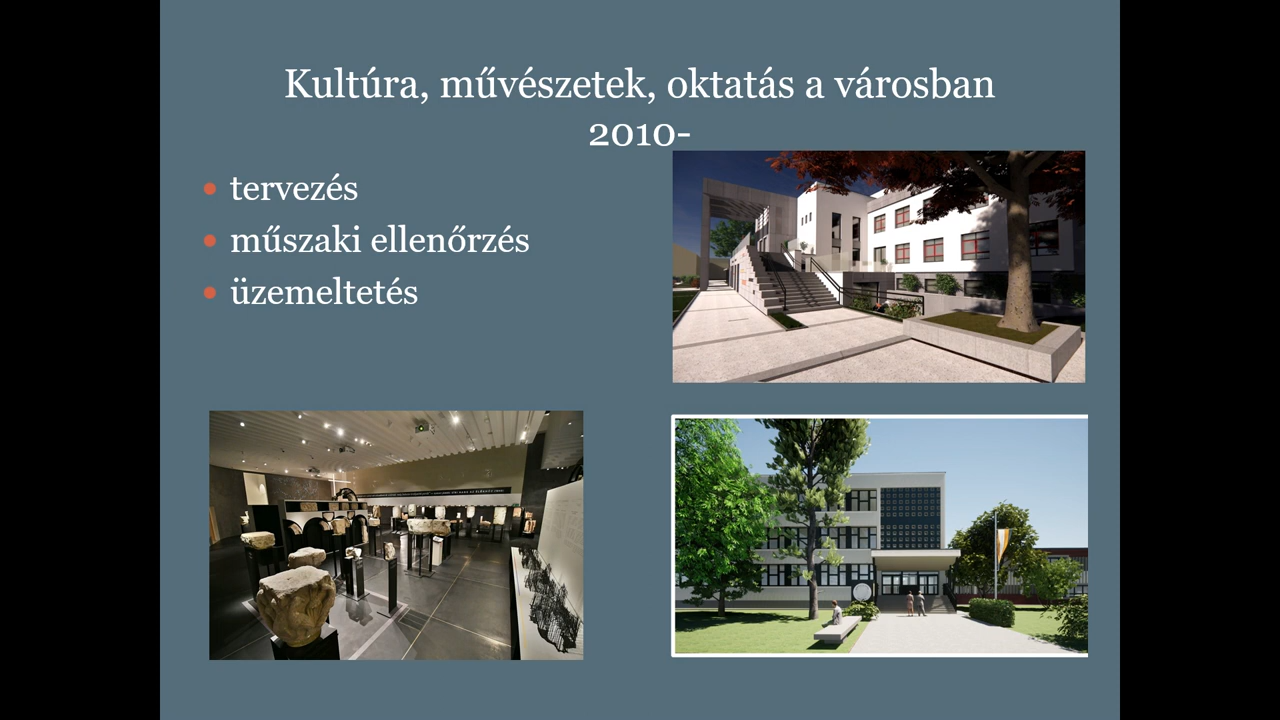 Kultúra, művészetek, oktatás a városban
2010-
tervezés
műszaki ellenőrzés
üzemeltetés